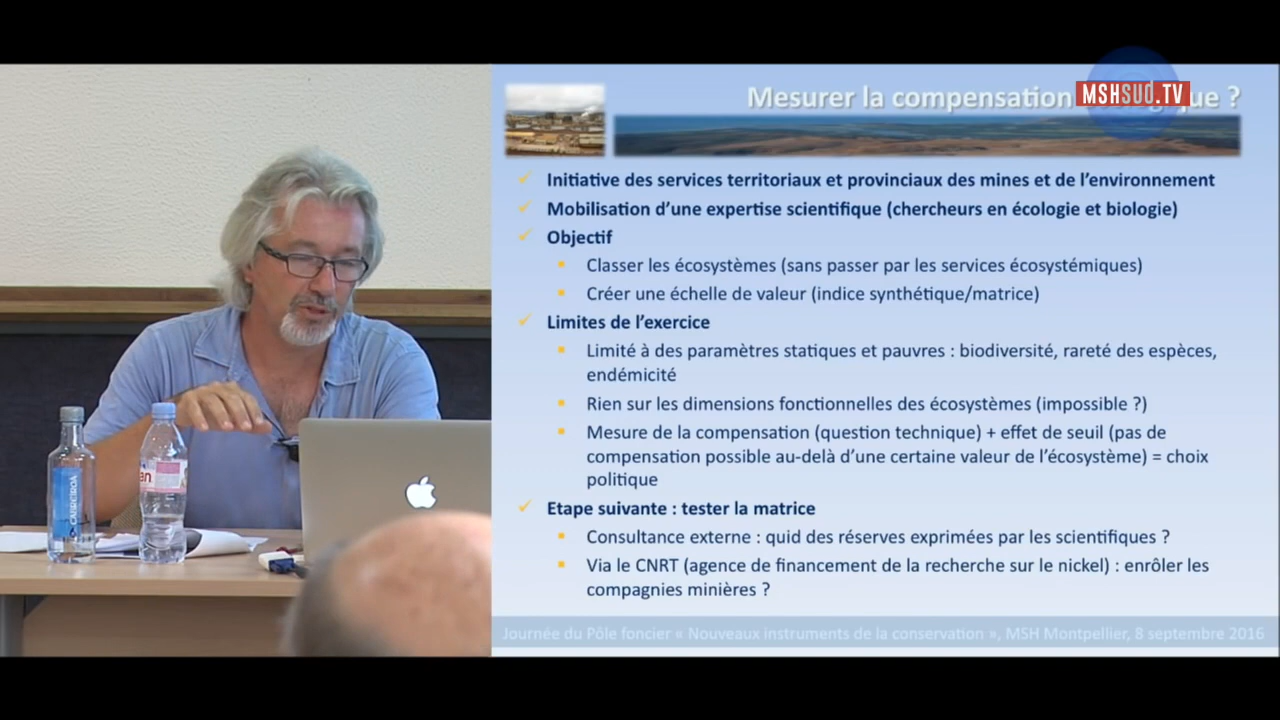 Mesurer la compensation que ?
MSHSUD.TV
Initiative des services territoriaux et provinciaux des mines et de l'environnement
Mobilisation d'une expertise scientifique (chercheurs en écologie et biologie)
Objectif
Classer les écosystèmes (sans passer par les services écosystémiques)
Créer une échelle de valeur (indice synthétique/matrice)
Limites de l'exercice
Limité à des paramètres statiques et pauvres : biodiversité, rareté des espèces,
endémicité
Rien sur les dimensions fonctionnelles des écosystèmes (impossible ?)
Mesure de la compensation (question technique) + effet de seuil (pas de
compensation possible au-delà d'une certaine valeur de l'écosystème) = choix
politique
Etape suivante : tester la matrice
Consultance externe : quid des réserves exprimées par les scientifiques ?
Via le CNRT (agence de financement de la recherche sur le nickel) : enrôler les
compagnies minières ?
Journée du Pôle foncier « Nouveaux instruments de la conservation », MSH Montpellier, 8 septembre 2016
CABREIROÁ